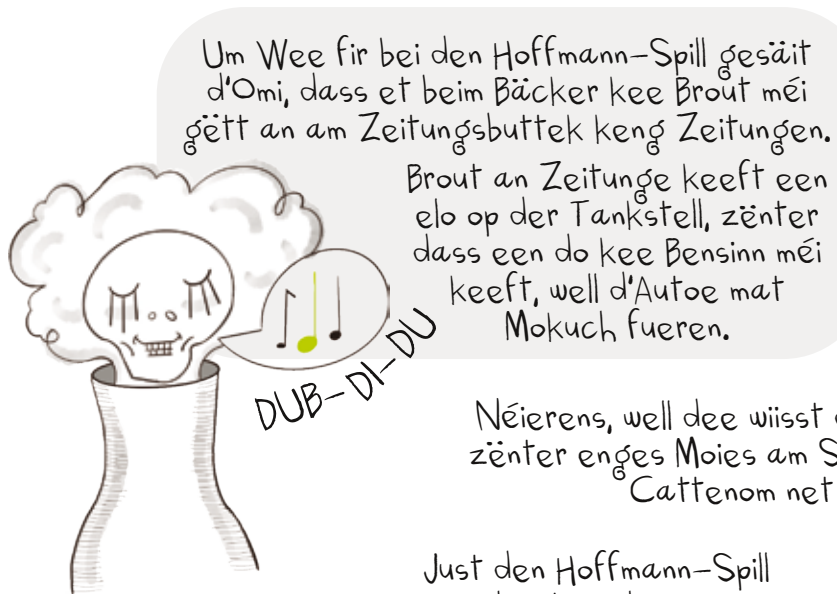 Um Wee fir bei den Hoffmann-Spill gesäit
d'Omi, dass et beim Bäcker kee Brout méi
gëtt an am Zeitungsbuttek keng Zeitungen.
Brout an Zeitunge keeft een
elo op der Tankstell, zënter
dass een do kee Bensinn méi
keeft, well d'Autoe mat
Mokuch fueren.
DUB-DI-DU
Néierens, well dee wiisst
zënter enges Moies am
Cattenom net
Just den Hoffmann-Spill